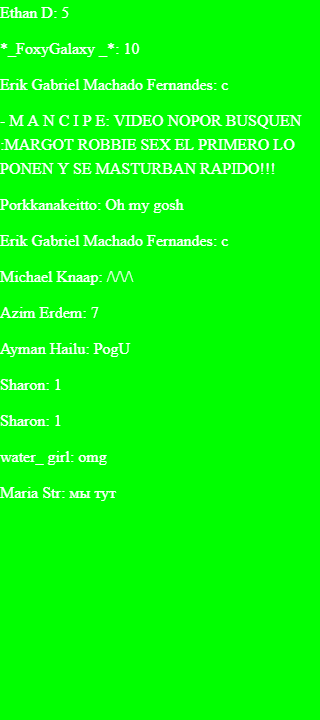 Ethan D: 5
*_FoxyGalaxy _*: 10
Erik Gabriel Machado Fernandes: c
- M A N C I P E: VIDEO NOPOR BUSQUEN
:MARGOT ROBBIE SEX EL PRIMERO LO
PONEN Y SE MASTURBAN RAPIDO!!!
Porkkanakeitto: Oh my gosh
Erik Gabriel Machado Fernandes: c
Michael Knaap: /\/\/\
Azim Erdem: 7
Ayman Hailu: PogU
Sharon: 1
Sharon: 1
water_ girl: omg
Maria Str: мы тут